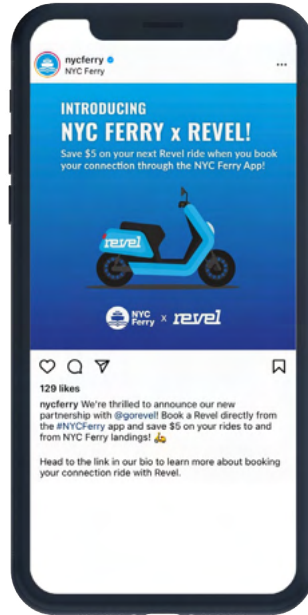 nycferry
NYC Ferry
INTRODUCING
NYC FERRY x REVEL!
Save $5 on your next Revel ride when you book
your connection through the NYC Ferry App!
revel
NYC
Ferry x revel
129 likes
nycferry We're thrilled to announce our new
partnership with @gorevel! Book a Revel directly from
the #NYCFerry app and save $5 on your rides to and
from NYC Ferry landings! 🛵
Head to the link in our bio to learn more about booking
your connection ride with Revel.